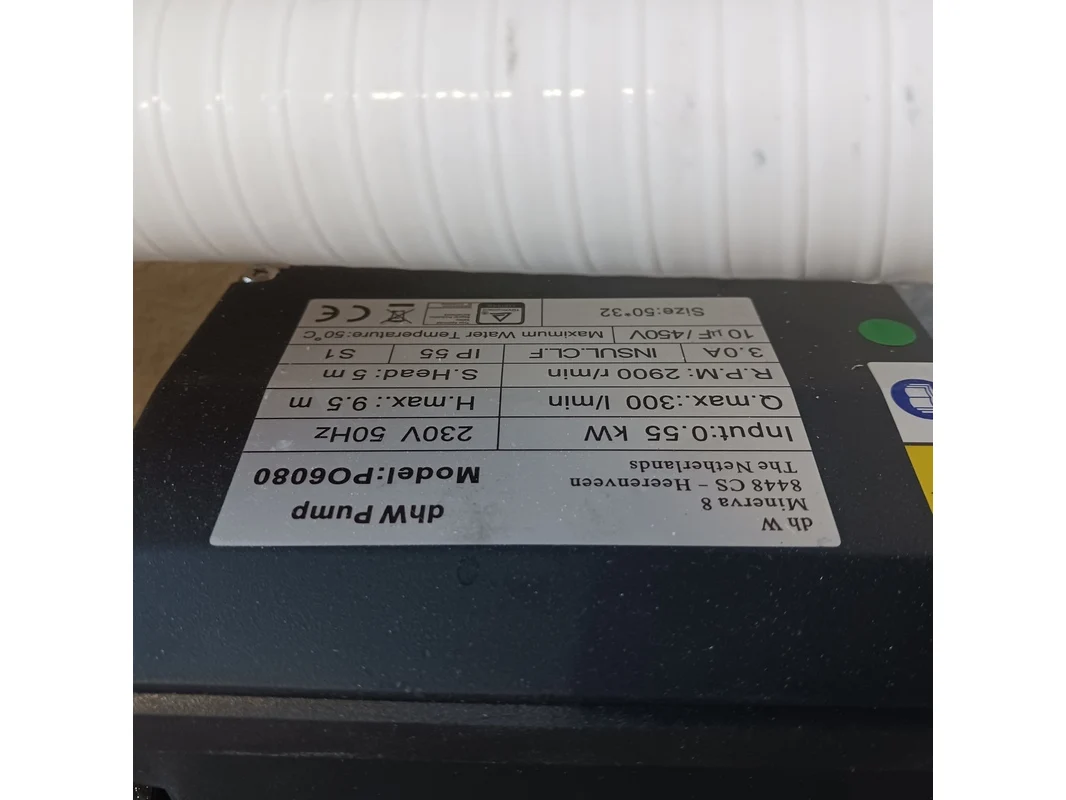 dh W
Minerva 8
8448 CS - Heerenveen
The Netherlands
dhW Pump
Model:PO6080
Input:0.55 kW 230V 50Hz
Q.max.:300 l/min H.max.: 9.5 m
R.P.M: 2900 r/min S.Head: 5 m
3.0A INSUL.CL.F IP 55 S1
10 µF / 450V Maximum Water Temperature:50°C
Size:50*32 CE